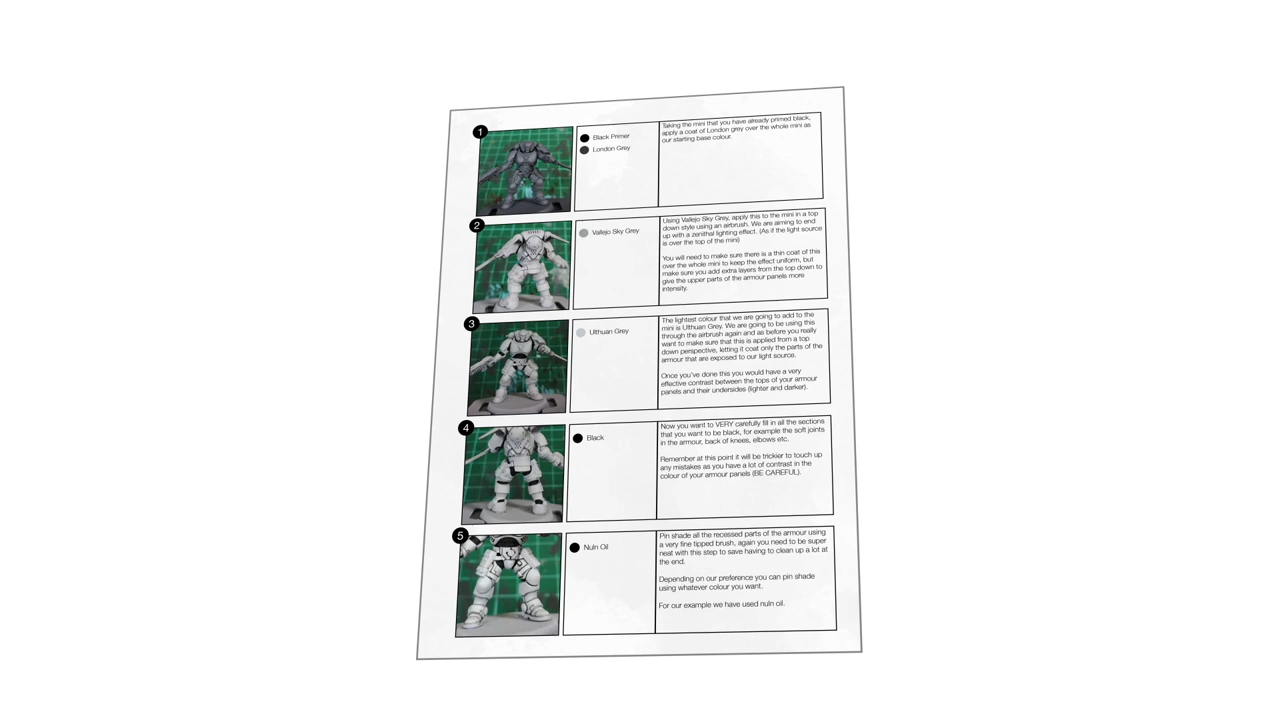 1
Black Primer
London Grey
Taking the mini that you have already primed black,
apply a coat of London grey over the whole mini as
our starting base colour.
2
Vallejo Sky Grey
Using Vallejo Sky Grey, apply this to the mini in a top
down style using an airbrush. We are aiming to end
up with a zenithal lighting effect. (As if the light source
is over the top of the mini)
You will need to make sure there is a thin coat of this
over the whole mini to keep the effect uniform, but
make sure you add extra layers from the top down to
give the upper parts of the armour panels more
intensity.
3
Ulthuan Grey
The lightest colour that we are going to add to the
mini is Ulthuan Grey. We are going to be using this
through the airbrush again and as before you really
want to make sure that this is applied from a top
down perspective, letting it coat only the parts of the
armour that are exposed to our light source.
Once you've done this you would have a very
effective contrast between the tops of your armour
panels and their undersides (lighter and darker).
4
Black
Now you want to VERY carefully fill in all the sections
that you want to be black, for example the soft joints
in the armour, back of knees, elbows etc.
Remember at this point it will be trickier to touch up
any mistakes as you have a lot of contrast in the
colour of your armour panels (BE CAREFUL).
5
Nuln Oil
Pin shade all the recessed parts of the armour using
a very fine tipped brush, again you need to be super
neat with this step to save having to clean up a lot at
the end.
Depending on our preference you can pin shade
using whatever colour you want.
For our example we have used nuln oil.